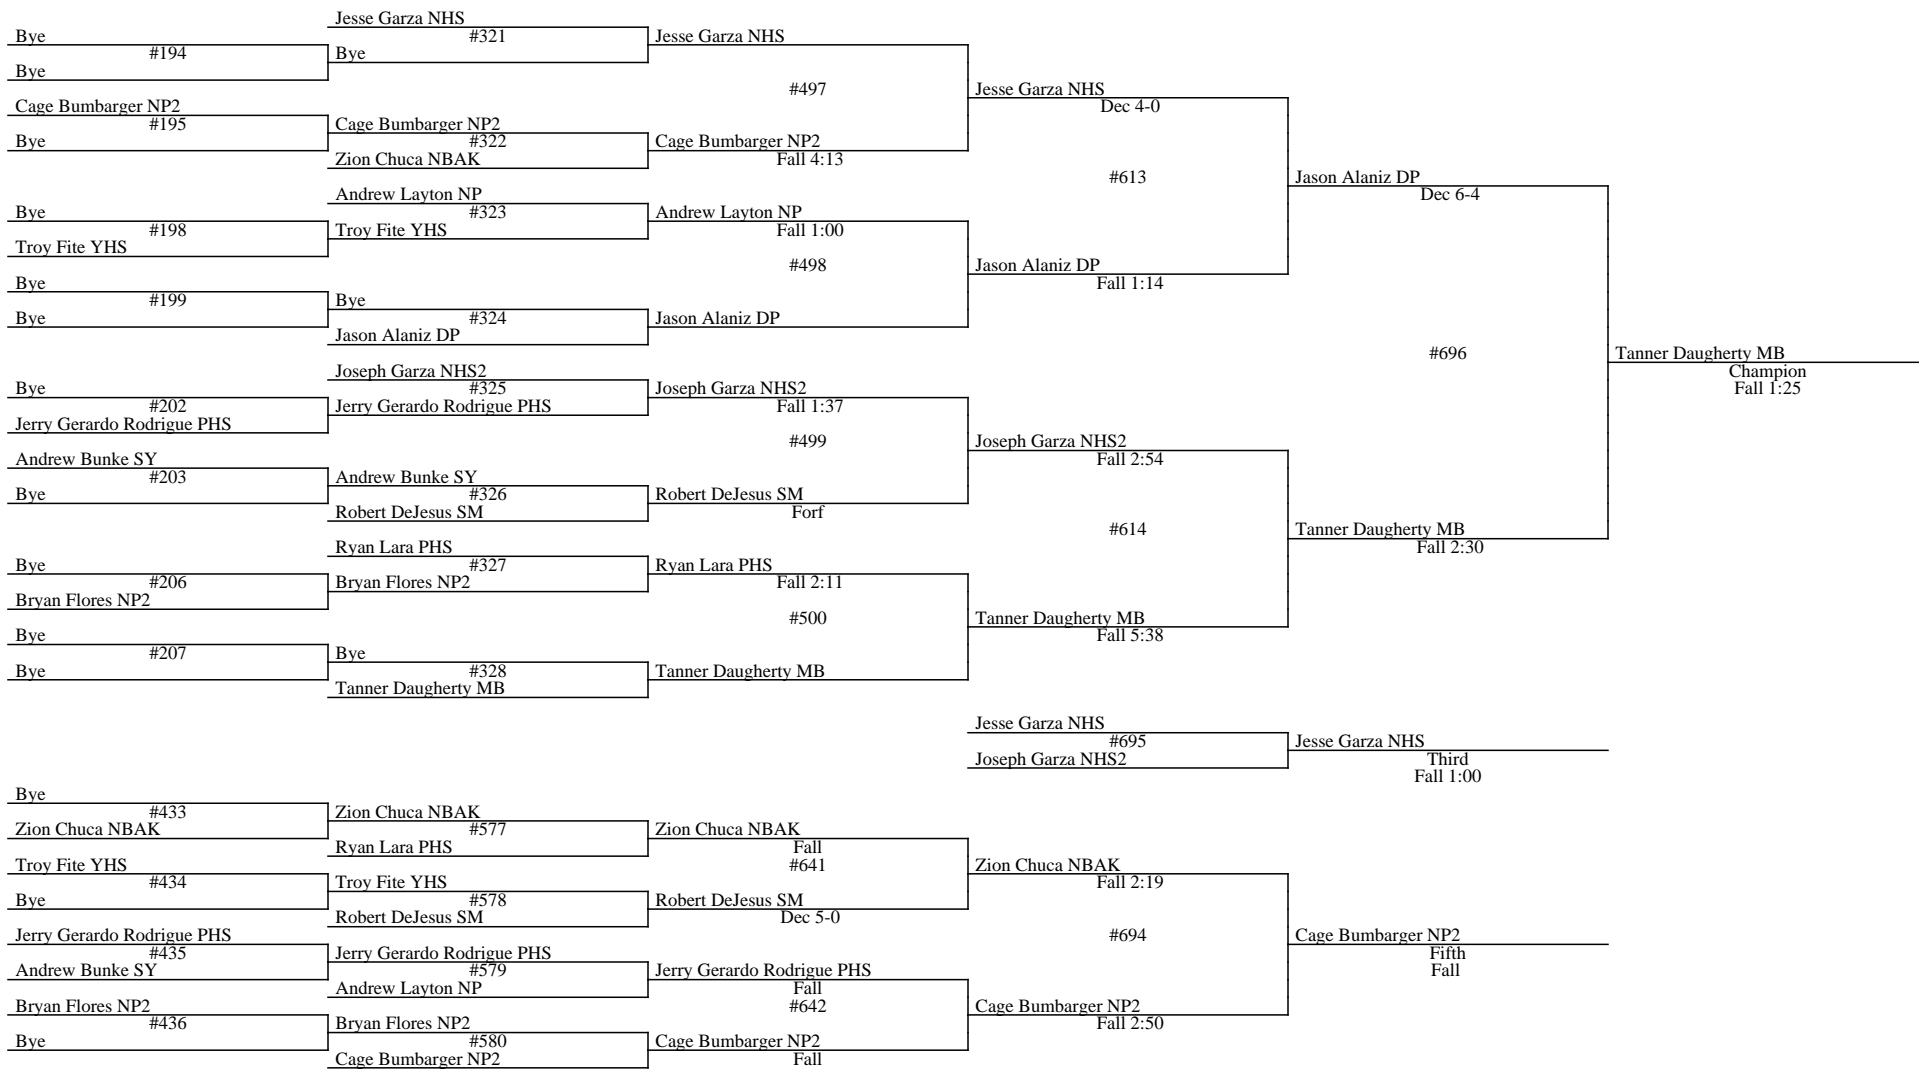 Jesse Garza NHS
Bye
#321
Jesse Garza NHS
#194
Bye
Bye
#497
Jesse Garza NHS
Cage Bumbarger NP2
Dec 4-0
#195
Cage Bumbarger NP2
Bye
#322
Cage Bumbarger NP2
Zion Chuca NBAK
Fall 4:13
#613
Jason Alaniz DP
Andrew Layton NP
Dec 6-4
Bye
#323
Andrew Layton NP
#198
Troy Fite YHS
Fall 1:00
Troy Fite YHS
#498
Jason Alaniz DP
Bye
Fall 1:14
#199
Bye
Bye
#324
Jason Alaniz DP
Jason Alaniz DP
#696
Tanner Daugherty MB
Joseph Garza NHS2
Champion
Bye
#325
Joseph Garza NHS2
Fall 1:25
#202
Jerry Gerardo Rodrigue PHS
Fall 1:37
Jerry Gerardo Rodrigue PHS
#499
Joseph Garza NHS2
Andrew Bunke SY
Fall 2:54
#203
Andrew Bunke SY
Bye
#326
Robert DeJesus SM
Robert DeJesus SM
Forf
#614
Tanner Daugherty MB
Ryan Lara PHS
Fall 2:30
Bye
#327
Ryan Lara PHS
#206
Bryan Flores NP2
Fall 2:11
Bryan Flores NP2
#500
Tanner Daugherty MB
Bye
Fall 5:38
#207
Bye
Bye
#328
Tanner Daugherty MB
Tanner Daugherty MB
Jesse Garza NHS
#695
Jesse Garza NHS
Joseph Garza NHS2
Third
Fall 1:00
Bye
#433
Zion Chuca NBAK
Zion Chuca NBAK
#577
Zion Chuca NBAK
Ryan Lara PHS
Fall
Troy Fite YHS
#641
Zion Chuca NBAK
#434
Troy Fite YHS
Fall 2:19
Bye
#578
Robert DeJesus SM
Robert DeJesus SM
Dec 5-0
Jerry Gerardo Rodrigue PHS
#694
Cage Bumbarger NP2
#435
Jerry Gerardo Rodrigue PHS
Fifth
Andrew Bunke SY
#579
Jerry Gerardo Rodrigue PHS
Fall
Andrew Layton NP
Fall
Bryan Flores NP2
#642
Cage Bumbarger NP2
#436
Bryan Flores NP2
Fall 2:50
Bye
#580
Cage Bumbarger NP2
Cage Bumbarger NP2
Fall